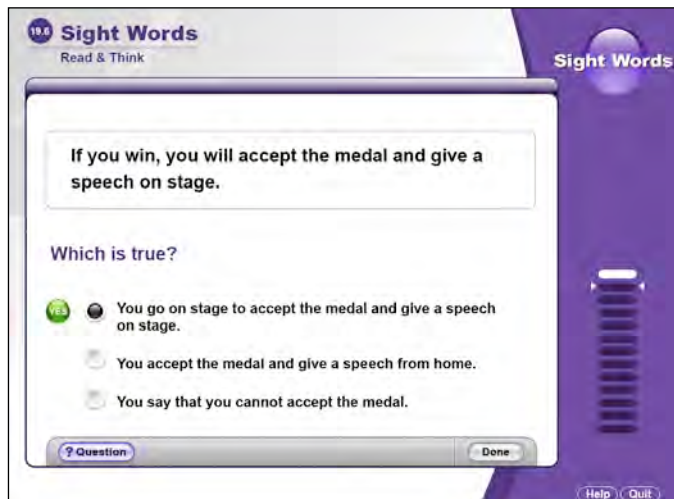 19.6 Sight Words
Read & Think
Sight Words
If you win, you will accept the medal and give a
speech on stage.
Which is true?
YES You go on stage to accept the medal and give a speech
on stage.
You accept the medal and give a speech from home.
You say that you cannot accept the medal.
? Question
Done
Help Quit